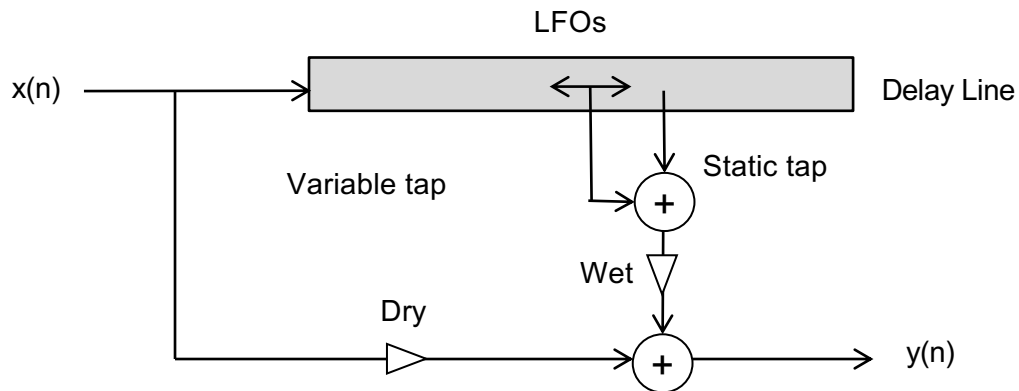 LFOs
x(n)
Delay Line
Variable tap
Static tap
+
Wet
Dry
+
y(n)